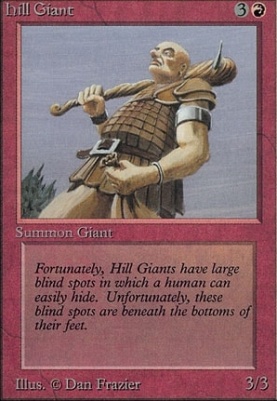 Hill Giant 3
Summon Giant
Fortunately, Hill Giants have large
blind spots in which a human can
easily hide. Unfortunately, these
blind spots are beneath the bottoms of
their feet.
Illus. © Dan Frazier 3/3